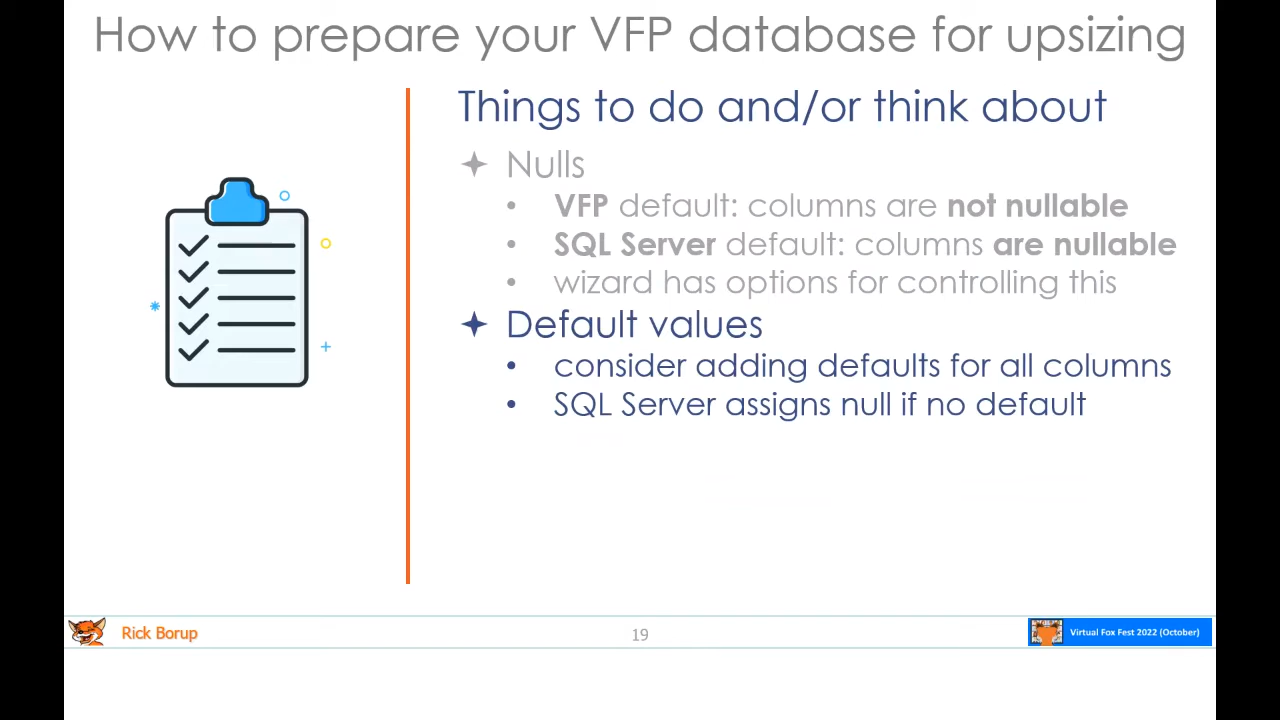 How to prepare your VFP database for upsizing
Things to do and/or think about
Nulls
VFP default: columns are not nullable
SQL Server default: columns are nullable
wizard has options for controlling this
Default values
consider adding defaults for all columns
SQL Server assigns null if no default
Rick Borup
19
Virtual Fox Fest 2022 (October)